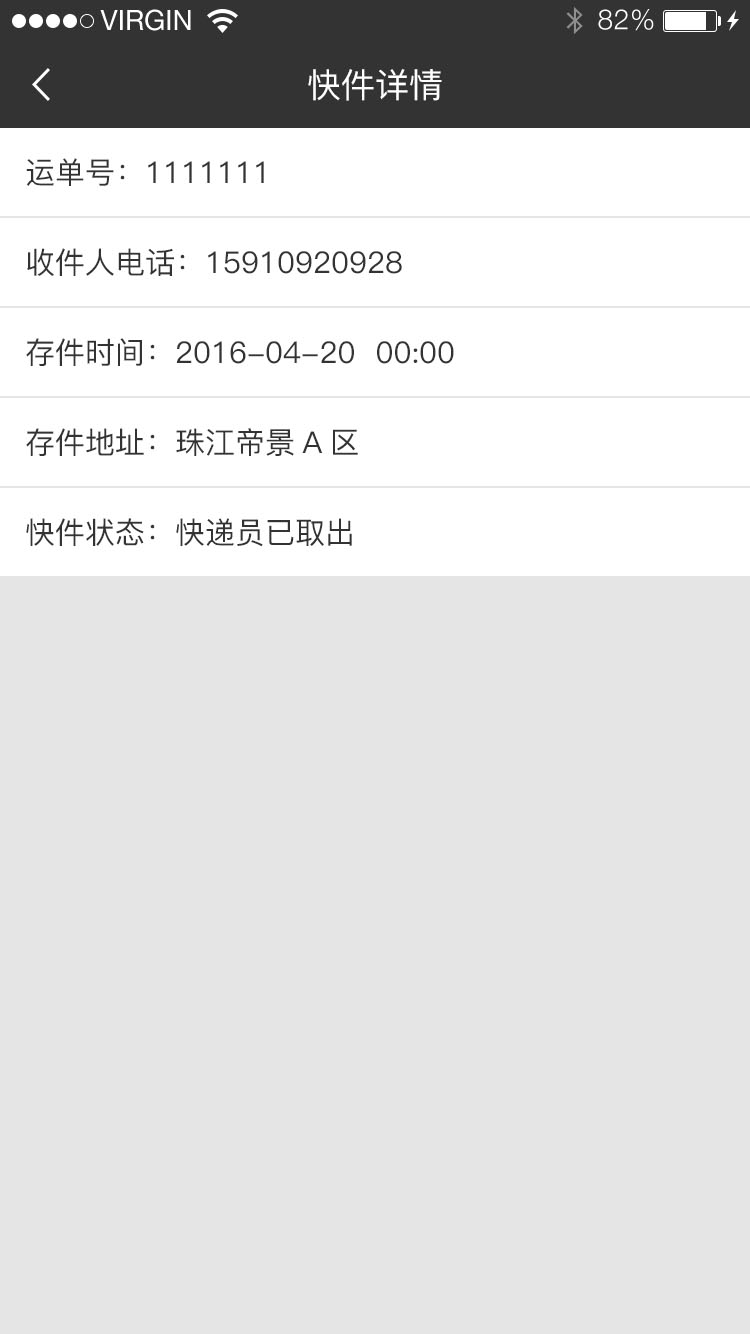 VIRGIN 82%
快件详情
运单号：1111111
收件人电话：15910920928
存件时间：2016-04-20 00:00
存件地址：珠江帝景 A 区
快件状态：快递员已取出